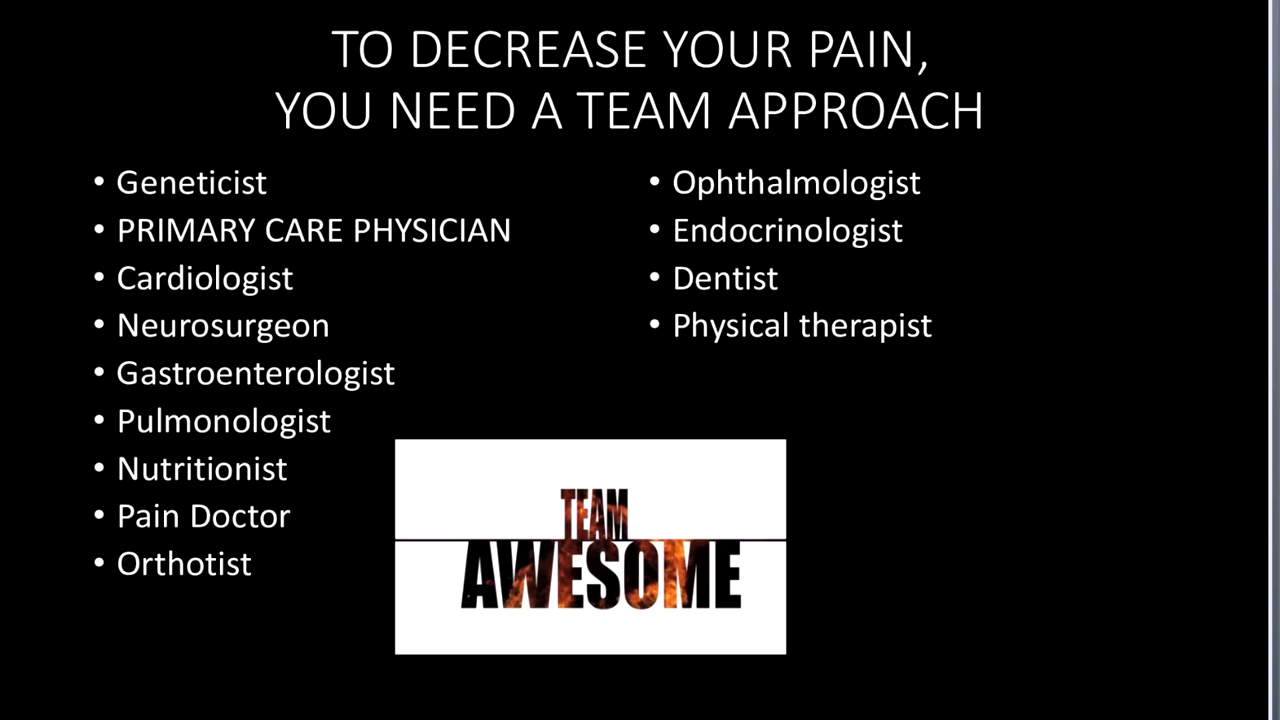 TO DECREASE YOUR PAIN,
YOU NEED A TEAM APPROACH
• Geneticist
• PRIMARY CARE PHYSICIAN
• Cardiologist
• Neurosurgeon
• Gastroenterologist
• Pulmonologist
• Nutritionist
• Pain Doctor
• Orthotist
• Ophthalmologist
• Endocrinologist
• Dentist
• Physical therapist
TEAM
AWESOME